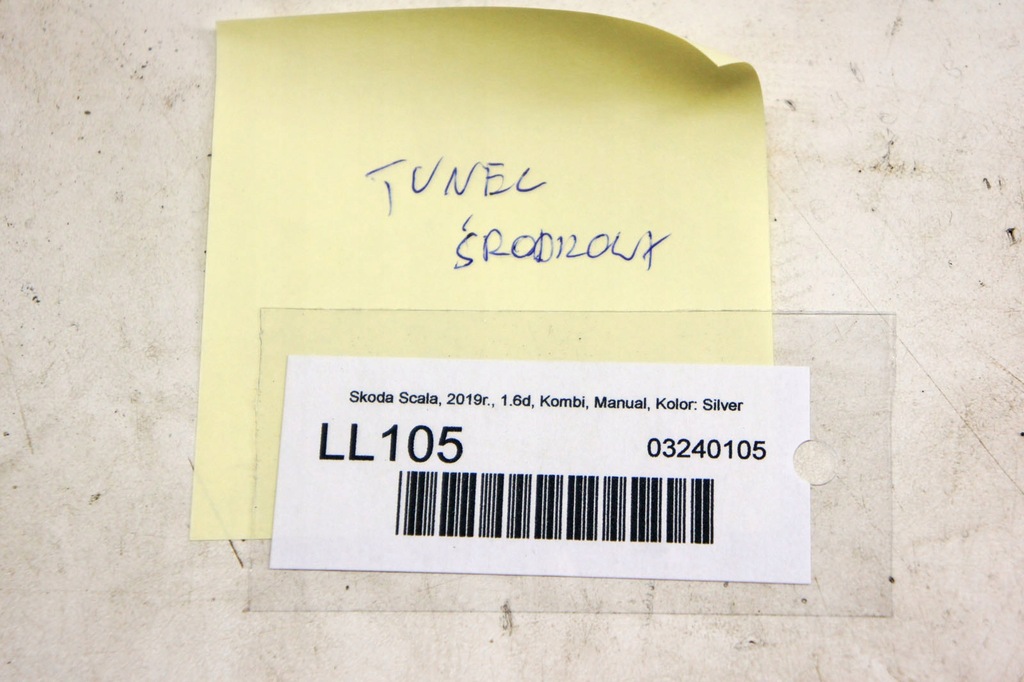 TUNEL
ŚRODKOWY
Skoda Scala, 2019r., 1.6d, Kombi, Manual, Kolor: Silver
LL105
03240105